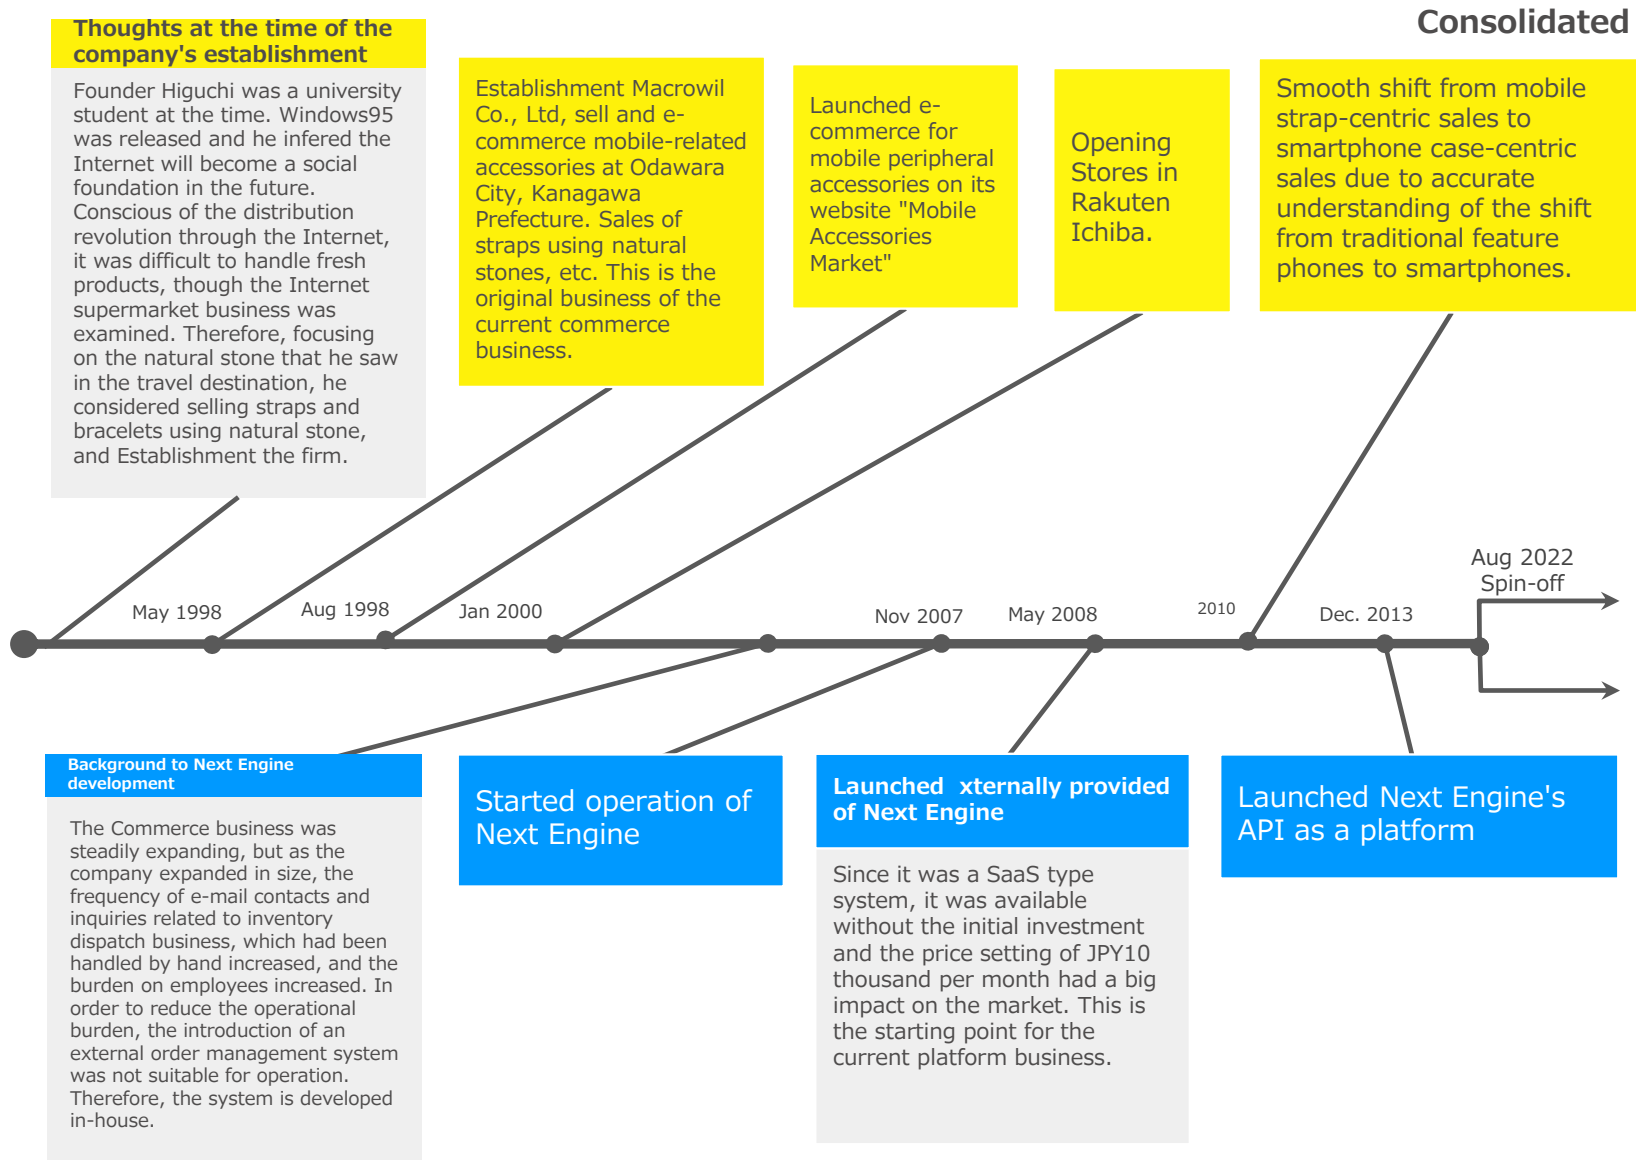 Consolidated
Thoughts at the time of the
company's establishment
Founder Higuchi was a university
student at the time. Windows95
was released and he infered the
Internet will become a social
foundation in the future.
Conscious of the distribution
revolution through the Internet,
it was difficult to handle fresh
products, though the Internet
supermarket business was
examined. Therefore, focusing
on the natural stone that he saw
in the travel destination, he
considered selling straps and
bracelets using natural stone,
and Establishment the firm.
Establishment Macrowil
Co., Ltd, sell and e-
commerce mobile-related
accessories at Odawara
City, Kanagawa
Prefecture. Sales of
straps using natural
stones, etc. This is the
original business of the
current commerce
business.
Launched e-
commerce for
mobile peripheral
accessories on its
website "Mobile
Accessories
Market"
Opening
Stores in
Rakuten
Ichiba.
Smooth shift from mobile
strap-centric sales to
smartphone case-centric
sales due to accurate
understanding of the shift
from traditional feature
phones to smartphones.
May 1998
Aug 1998
Jan 2000
Nov 2007
May 2008
2010
Dec. 2013
Aug 2022
Spin-off
Background to Next Engine
development
The Commerce business was
steadily expanding, but as the
company expanded in size, the
frequency of e-mail contacts and
inquiries related to inventory
dispatch business, which had been
handled by hand increased, and the
burden on employees increased. In
order to reduce the operational
burden, the introduction of an
external order management system
was not suitable for operation.
Therefore, the system is developed
in-house.
Started operation of
Next Engine
Launched  xternally provided
of Next Engine
Since it was a SaaS type
system, it was available
without the initial investment
and the price setting of JPY10
thousand per month had a big
impact on the market. This is
the starting point for the
current platform business.
Launched Next Engine's
API as a platform